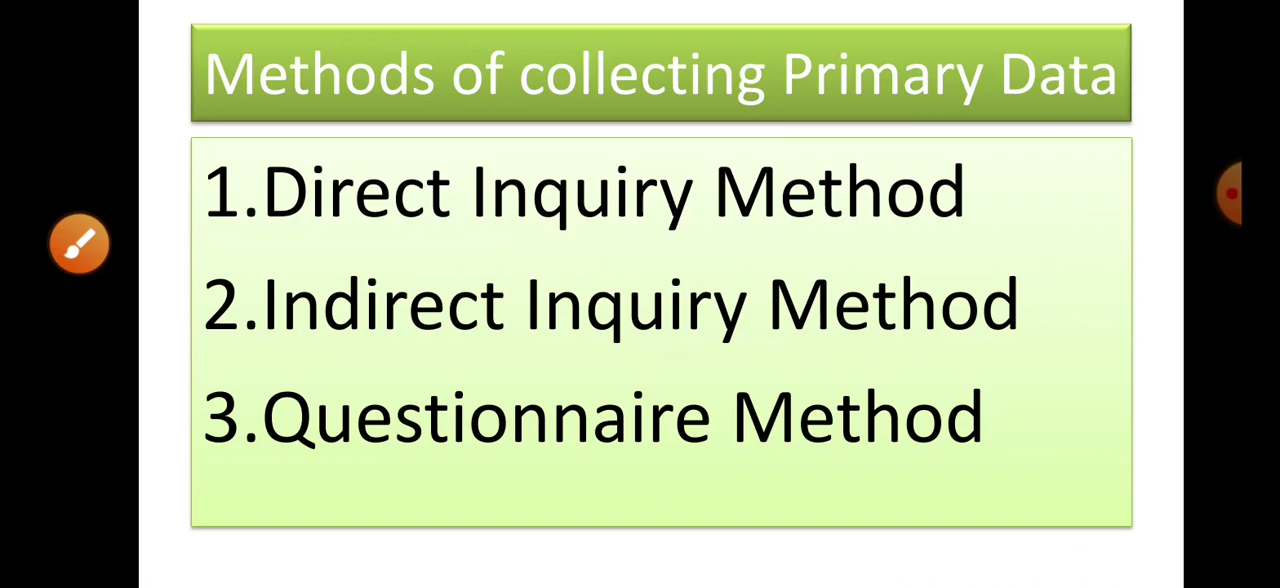 Methods of collecting Primary Data
1.Direct Inquiry Method
2.Indirect Inquiry Method
3.Questionnaire Method